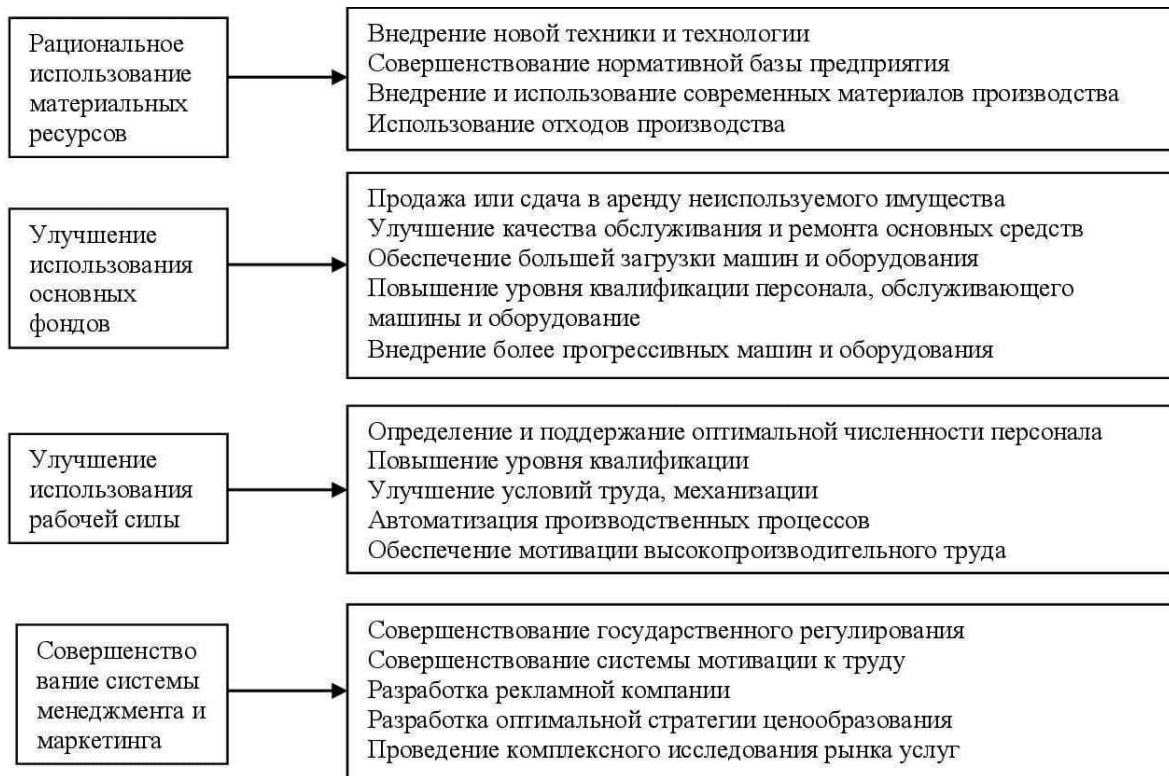 Рациональное
использование
материальных
ресурсов
Внедрение новой техники и технологии
Совершенствование нормативной базы предприятия
Внедрение и использование современных материалов производства
Использование отходов производства
Улучшение
использования
основных
фондов
Продажа или сдача в аренду неиспользуемого имущества
Улучшение качества обслуживания и ремонта основных средств
Обеспечение большей загрузки машин и оборудования
Повышение уровня квалификации персонала, обслуживающего
машины и оборудование
Внедрение более прогрессивных машин и оборудования
Улучшение
использования
рабочей силы
Определение и поддержание оптимальной численности персонала
Повышение уровня квалификации
Улучшение условий труда, механизации
Автоматизация производственных процессов
Обеспечение мотивации высокопроизводительного труда
Совершенство
вание системы
менеджмента и
маркетинга
Совершенствование государственного регулирования
Совершенствование системы мотивации к труду
Разработка рекламной компании
Разработка оптимальной стратегии ценообразования
Проведение комплексного исследования рынка услуг